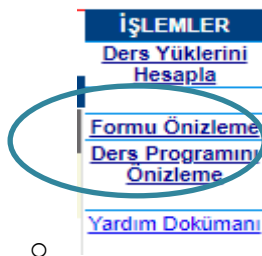 İŞLEMLER
Ders Yüklerini
Hesapla
Formu Önizleme
Ders Programını
Önizleme
Yardım Dokümanı